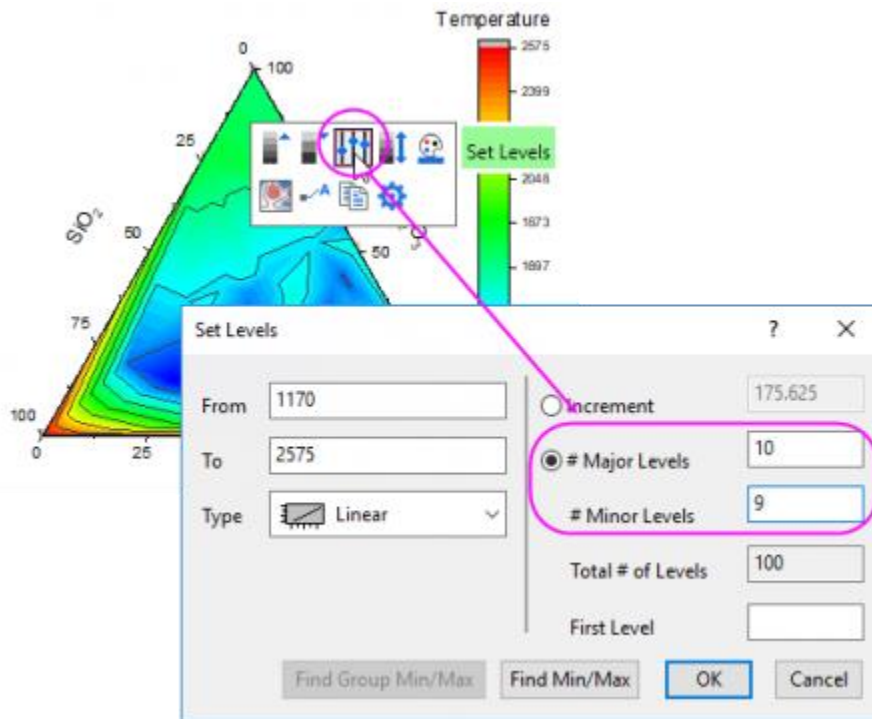 Temperature
0
100
2575
2399
25
Set Levels
2048
1873
SiO₂
50
50
1697
75
100
0
25
Set Levels
? X
From 1170
Increment 175.625
To 2575
# Major Levels 10
Type Linear
# Minor Levels 9
Total # of Levels 100
First Level
Find Group Min/Max
Find Min/Max
OK
Cancel